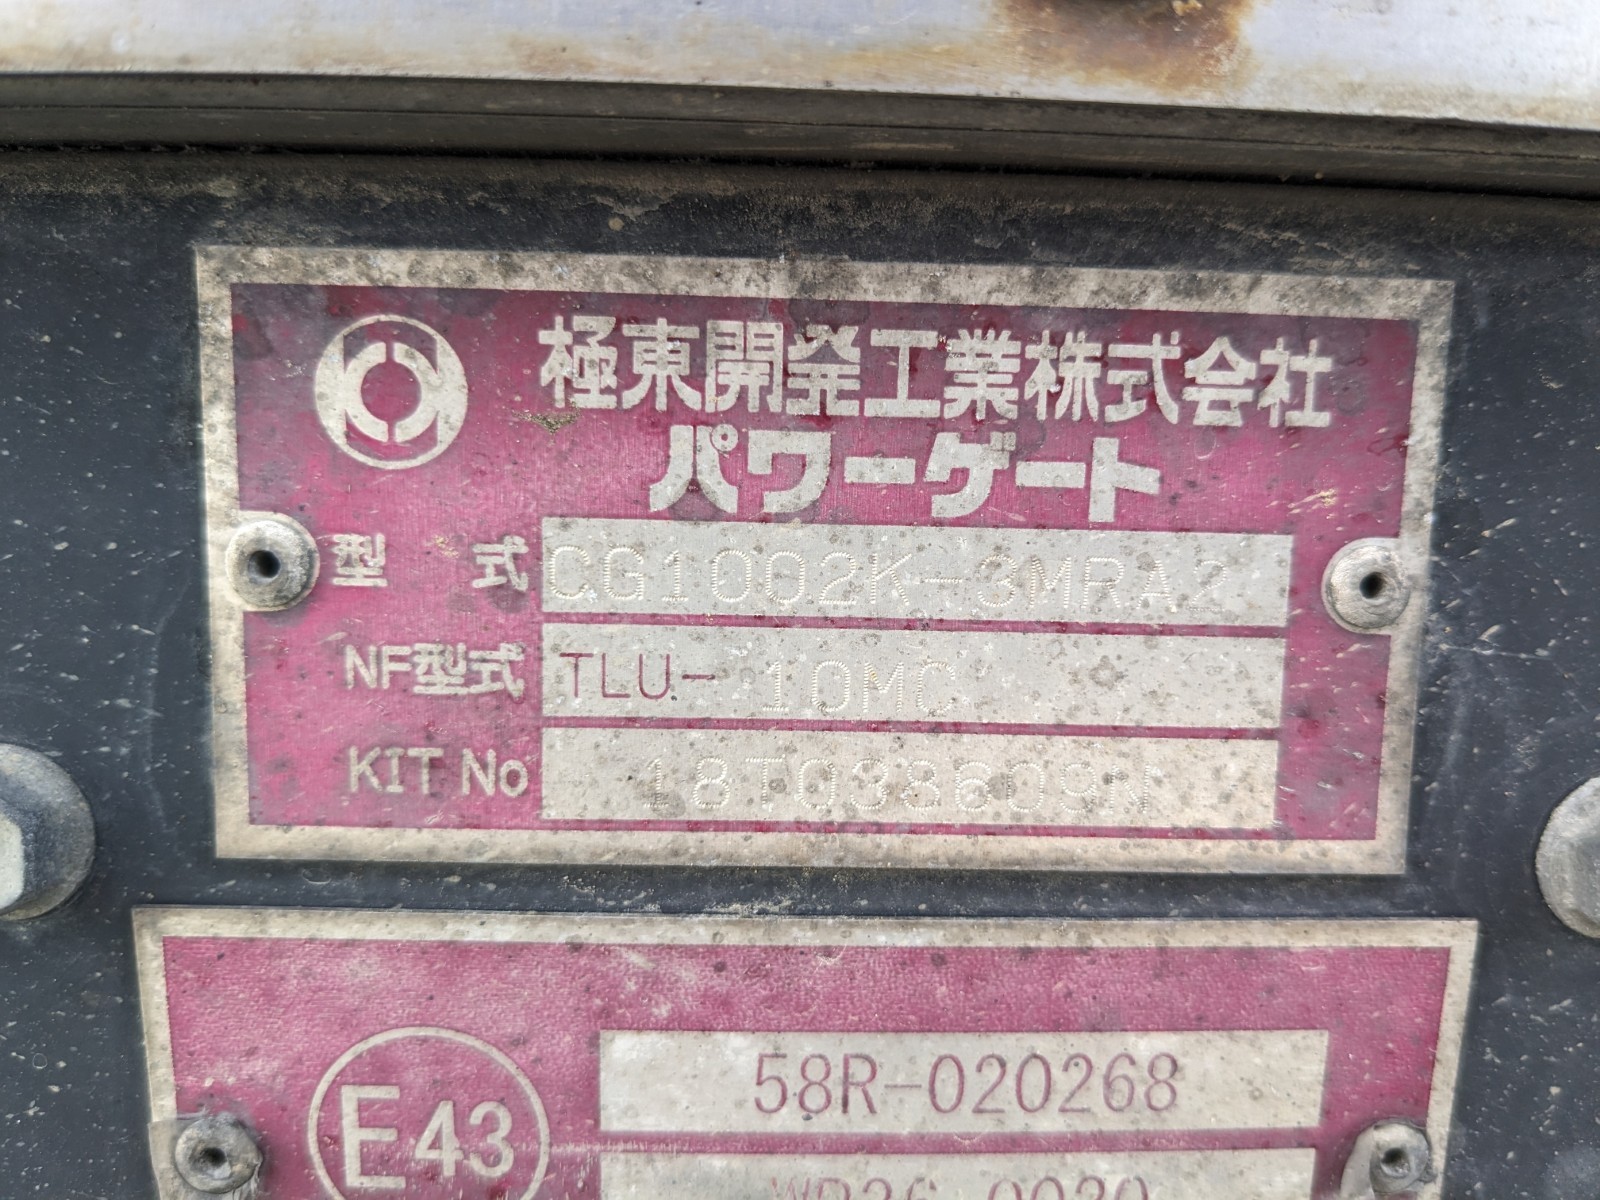 極東開発工業株式会社
パワーゲート
型式 CG1002K-3MRA2
NF型式 TLU- 10MC
KIT No 18T038609N
58R-020268
E43